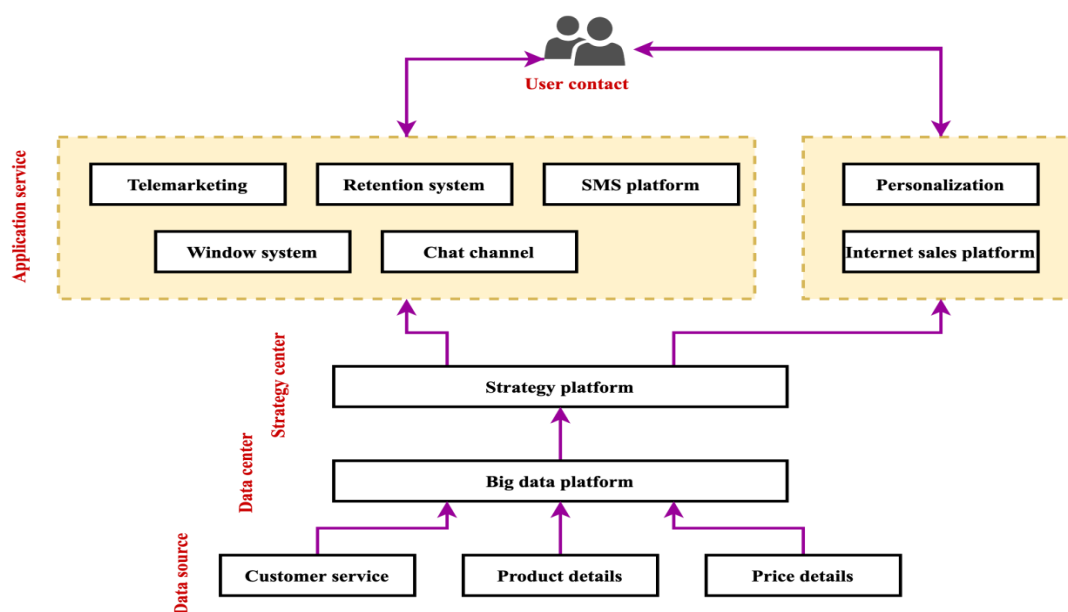 User contact
Application service
Telemarketing
Retention system
SMS platform
Personalization
Window system
Chat channel
Internet sales platform
Strategy center
Strategy platform
Data center
Big data platform
Data source
Customer service
Product details
Price details